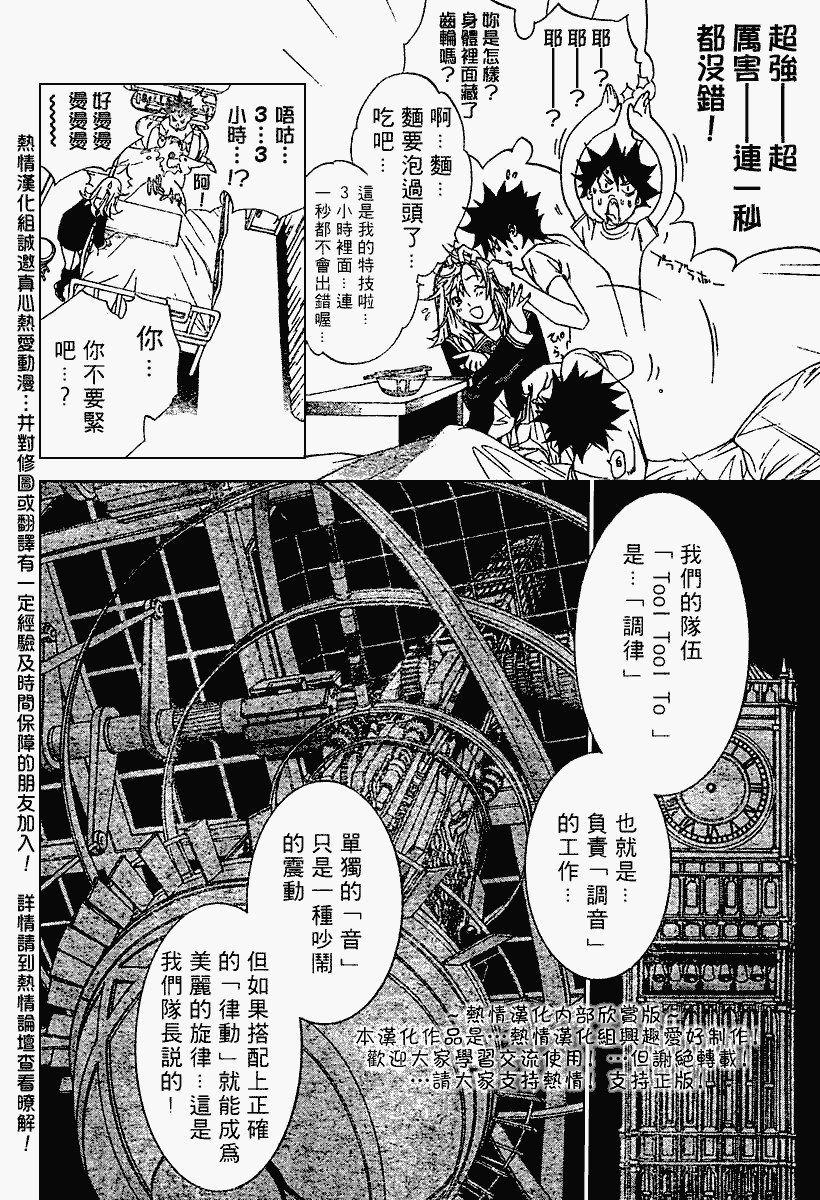 超強——超
厲害——連一秒
都沒錯！
耶—？
耶——？
耶——？
妳是怎樣？
身體裡面藏了
齒輪嗎？
啊…麵…
麵要泡過頭了…
吃吧…
這是我的特技啦…
3小時裡面…連
一秒都不會出錯喔…
唔咕…
3…3
小時…!?
阿！
好燙燙
燙燙燙
你…
你不要緊
吧…？
我們的隊伍
「Tool Tool To」
是…「調律」
也就是…
負責「調音」
的工作…
單獨的「音」
只是一種吵鬧
的震動
但如果搭配上正確
的「律動」就能成為
美麗的旋律…這是
我們隊長説的！
~熱情漢化內部欣賞版~
本漢化作品是…熱情漢化組興趣愛好制作！
歡迎大家學習交流使用！…但謝絕轉載！
…請大家支持熱情！支持正版！
熱情漢化組誠邀真心熱愛動漫…并對修圖或翻譯有一定經驗及時間保障的朋友加入！ 詳情請到熱情論壇查看瞭解！